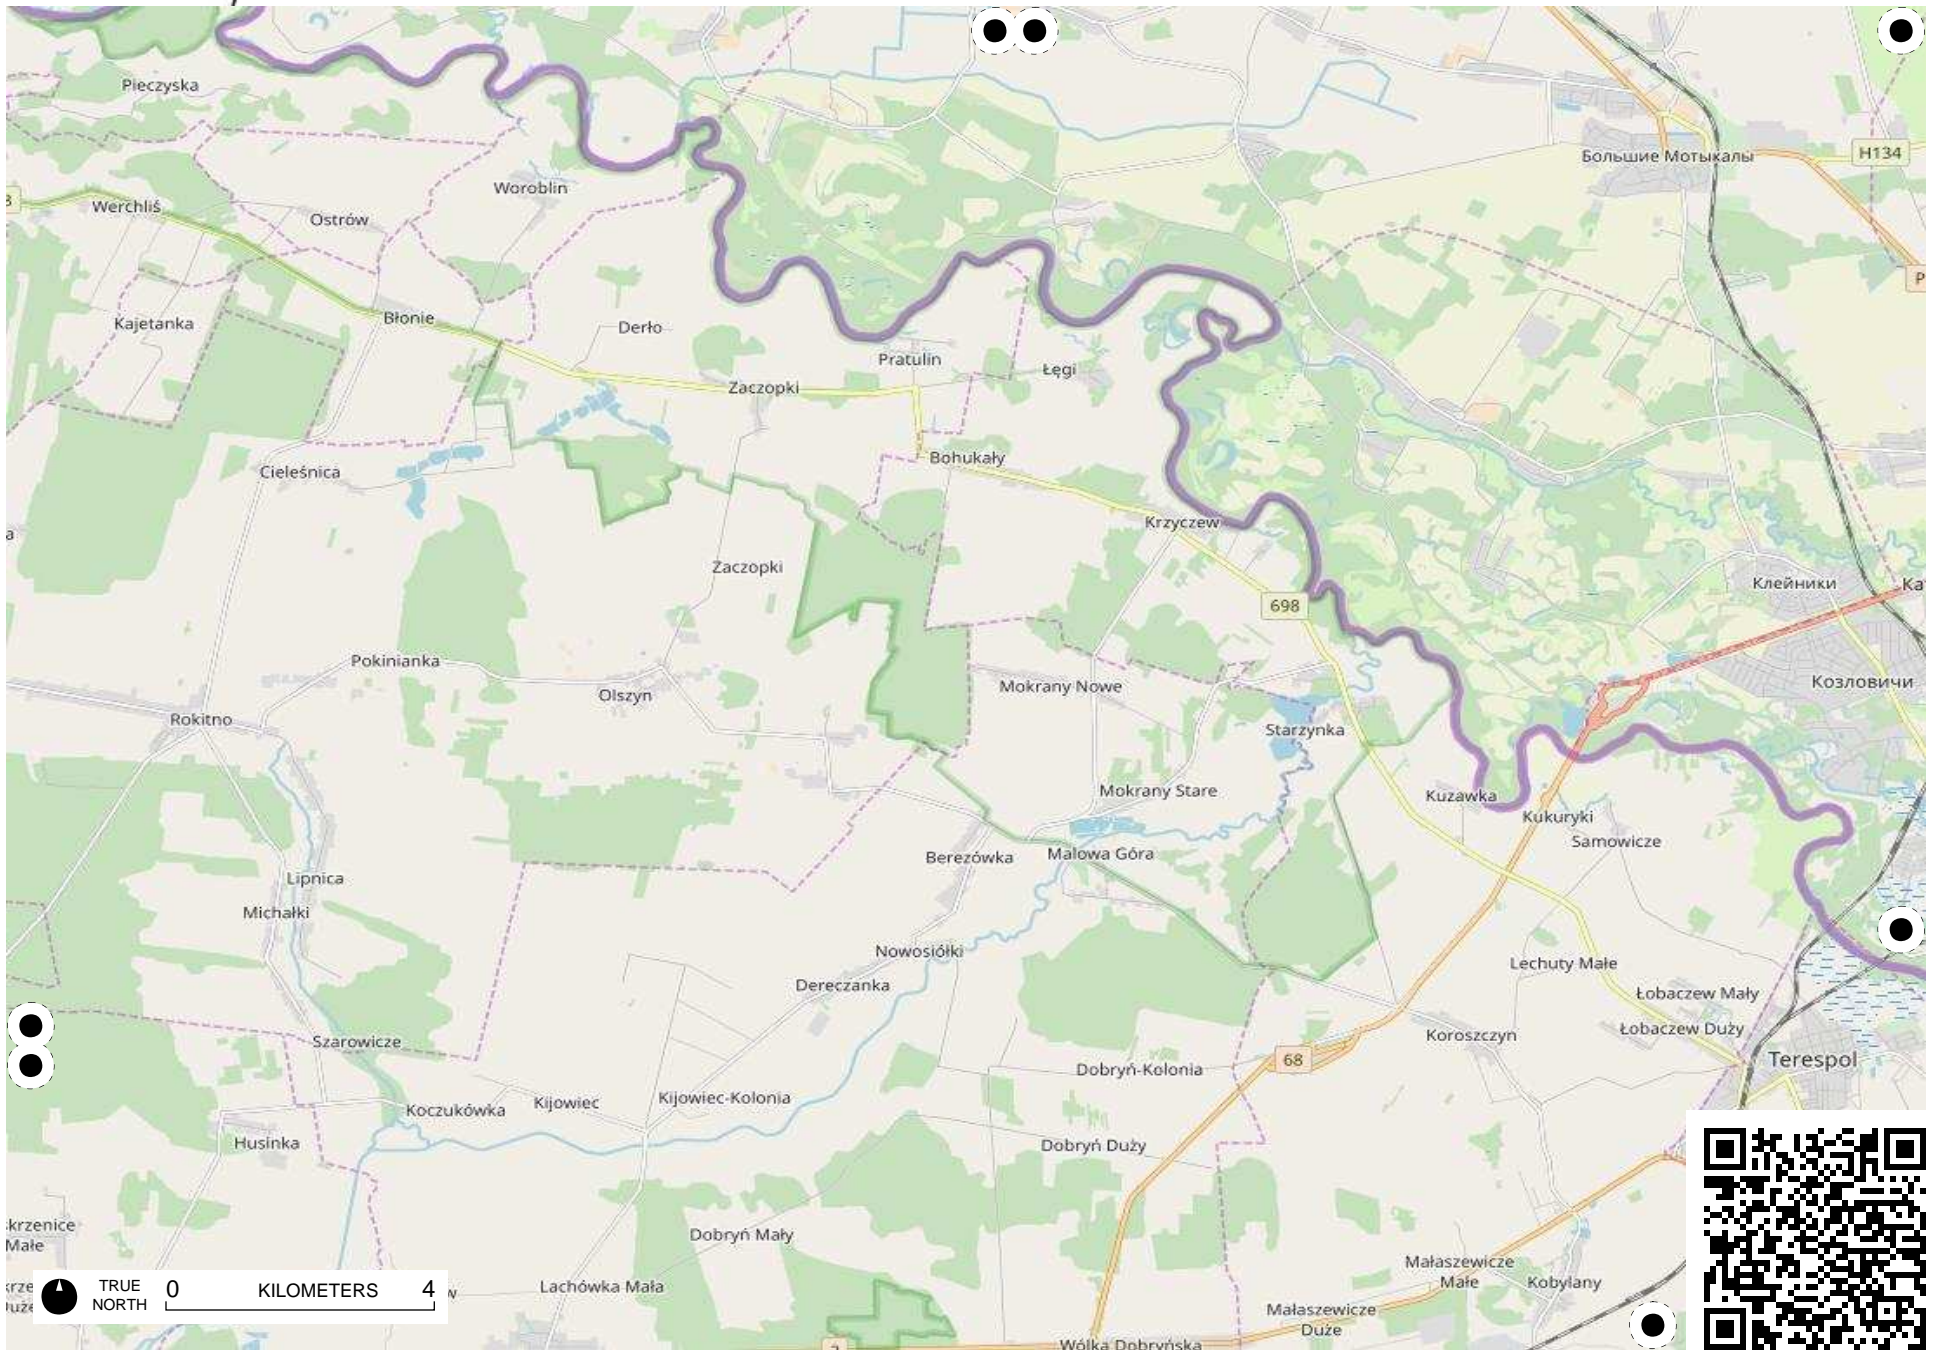 Pieczyska
Большие Мотыкалы
H134
Woroblin
Werchliś
Ostrów
P
Kajetanka
Błonie
Derło
Pratulin
Łęgi
Zaczopki
Cieleśnica
Bohukały
Krzyczew
Zaczopki
Клейники
698
Pokinianka
Olszyn
Mokrany Nowe
Козловичи
Rokitno
Starzynka
Mokrany Stare
Kuzawka
Kukuryki
Samowicze
Berezówka
Malowa Góra
Lipnica
Michałki
Nowosiółki
Lechuty Małe
Dereczanka
Łobaczew Mały
Łobaczew Duży
Szarowicze
Koroszczyn
68
Terespol
Dobryń-Kolonia
Koczukówka
Kijowiec
Kijowiec-Kolonia
Husinka
Dobryń Duży
skrzenice
Małe
Dobryń Mały
Małaszewicze
Małe
Kobylany
Lachówka Mała
TRUE
NORTH
0 KILOMETERS 4
Małaszewicze
Duże
Wólka Dobryńska